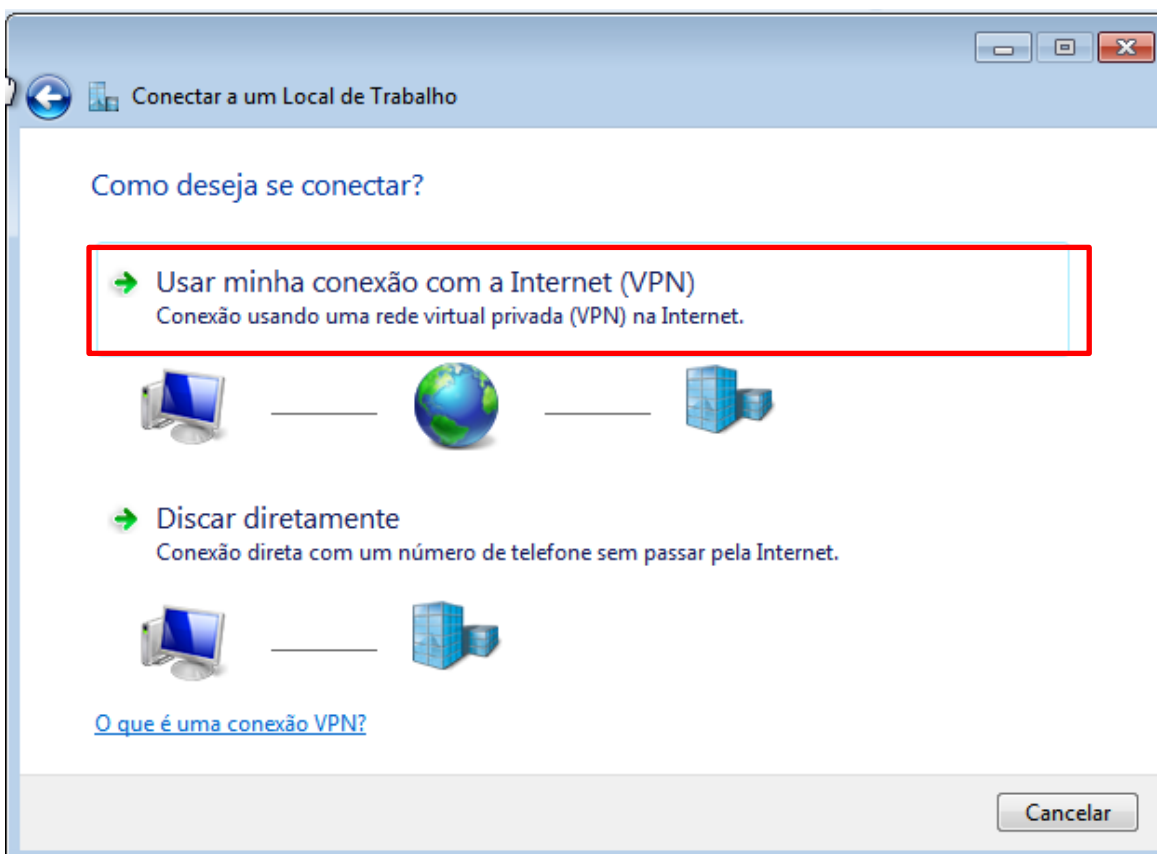 Conectar a um Local de Trabalho
Como deseja se conectar?
Usar minha conexão com a Internet (VPN)
Conexão usando uma rede virtual privada (VPN) na Internet.
Discar diretamente
Conexão direta com um número de telefone sem passar pela Internet.
O que é uma conexão VPN?
Cancelar